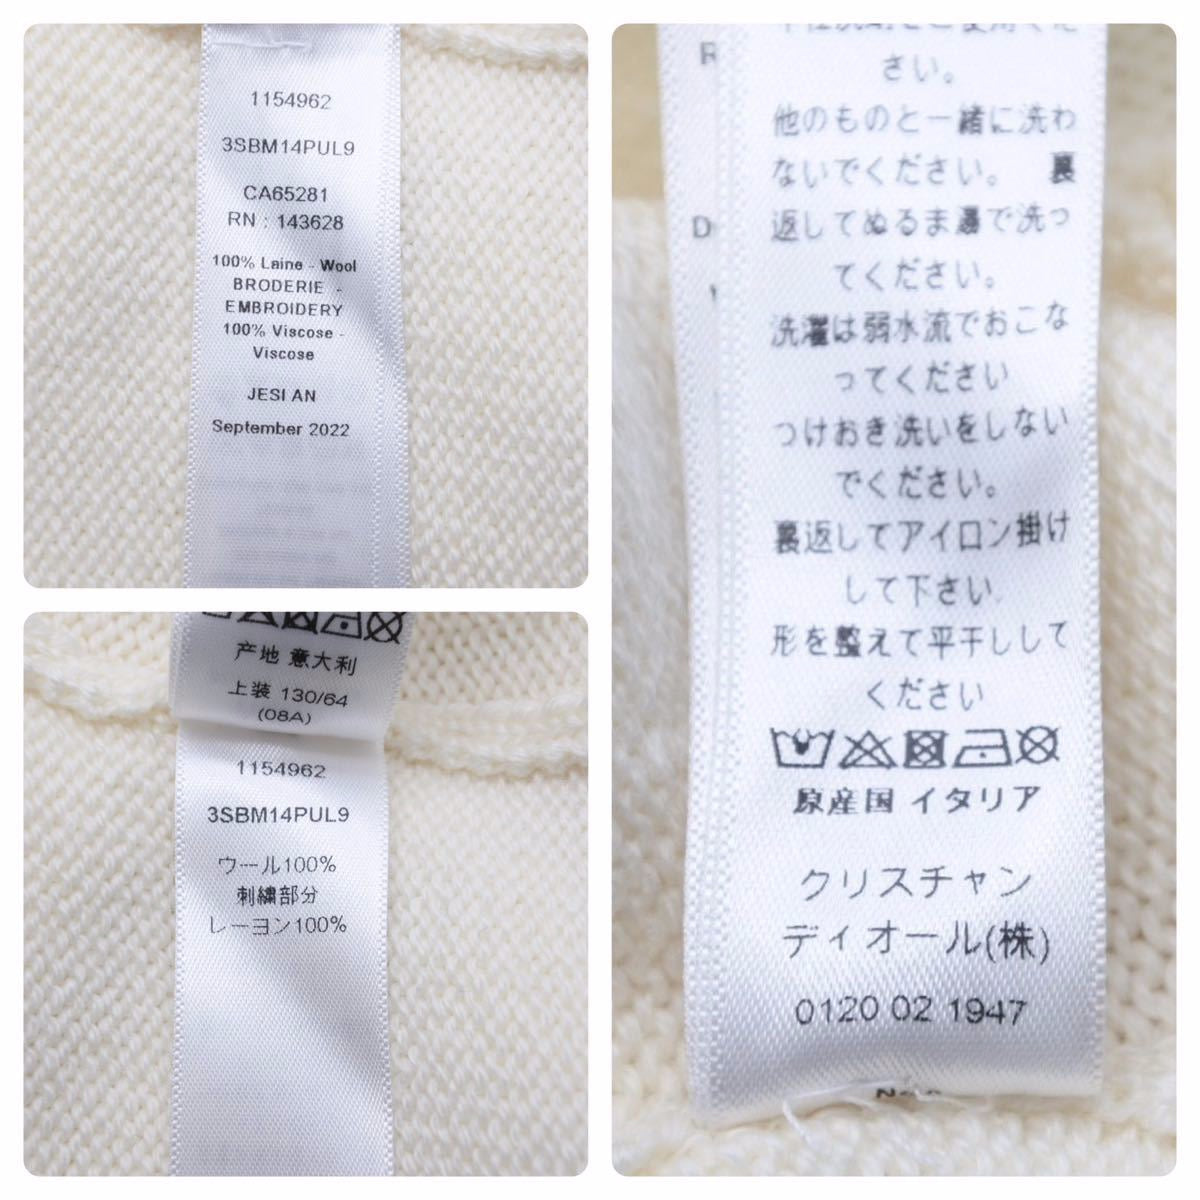 1154962
3SBM14PUL9
CA65281
RN : 143628
100% Laine - Wool
BRODERIE -
EMBROIDERY
100% Viscose -
Viscose
JESI AN
September 2022
产地 意大利
上装 130/64
(08A)
1154962
3SBM14PUL9
ウール100%
刺繍部分
レーヨン100%
さい。
他のものと一緒に洗わ
ないでください。 裏
返してぬるま湯で洗っ
てください。
洗濯は弱水流でおこな
ってください
つけおき洗いをしない
でください。
裏返してアイロン掛け
して下さい.
形を整えて平干しして
ください
原産国 イタリア
クリスチャン
ディオール(株)
0120 02 1947